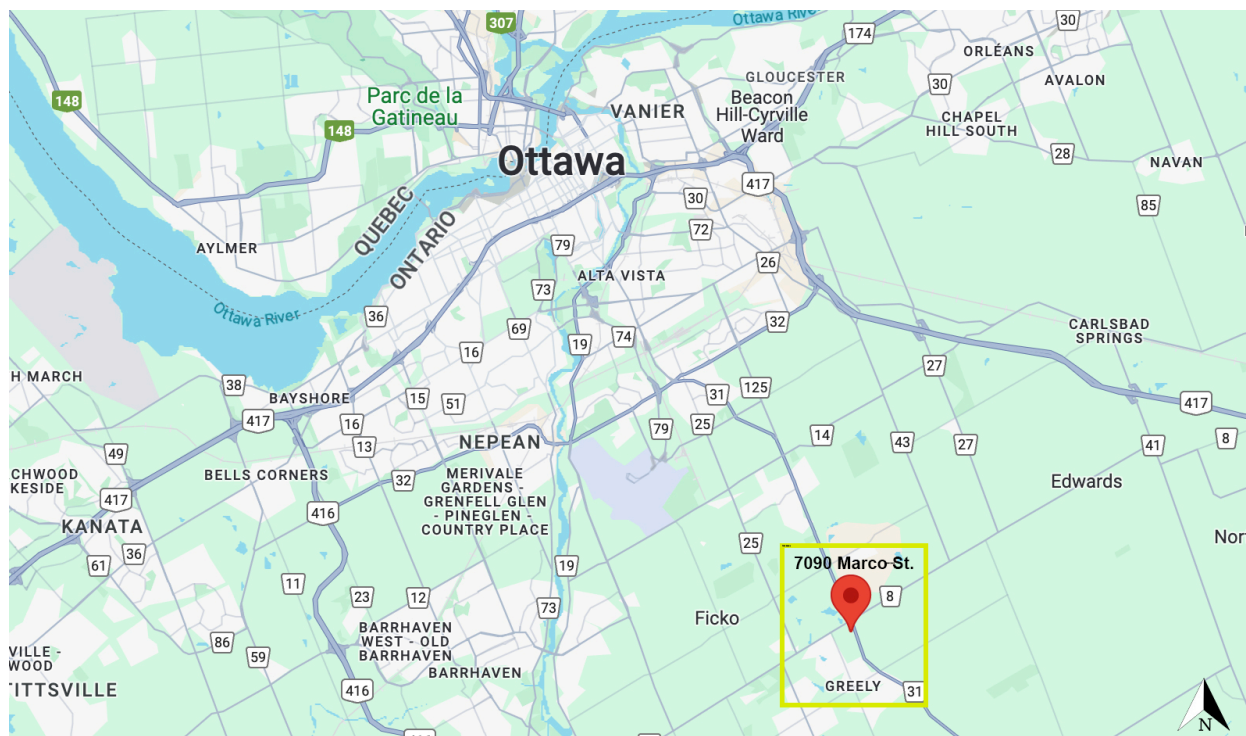 307
Ottawa River
174
30
ORLÉANS
148
Parc de la
Gatineau
GLOUCESTER
AVALON
30
VANIER
Beacon
Hill-Cyrville
Ward
CHAPEL
HILL SOUTH
148
Ottawa
28
NAVAN
417
QUEBEC
ONTARIO
30
85
72
AYLMER
79
26
ALTA VISTA
73
Ottawa River
36
69
74
32
CARLSBAD
SPRINGS
19
16
27
H MARCH
38
BAYSHORE
15
51
125
31
417
417
16
79
25
14
43
27
41
8
13
NEPEAN
49
CHWOOD
KESIDE
BELLS CORNERS
32
MERIVALE
GARDENS -
GRENFELL GLEN
- PINEGLEN -
COUNTRY PLACE
Edwards
417
416
KANATA
36
61
25
Nor
19
7090 Marco St.
11
23
12
73
8
Ficko
BARRHAVEN
WEST - OLD
BARRHAVEN
86
59
VILLE -
WOOD
BARRHAVEN
TITTSVILLE
416
GREELY
31
N